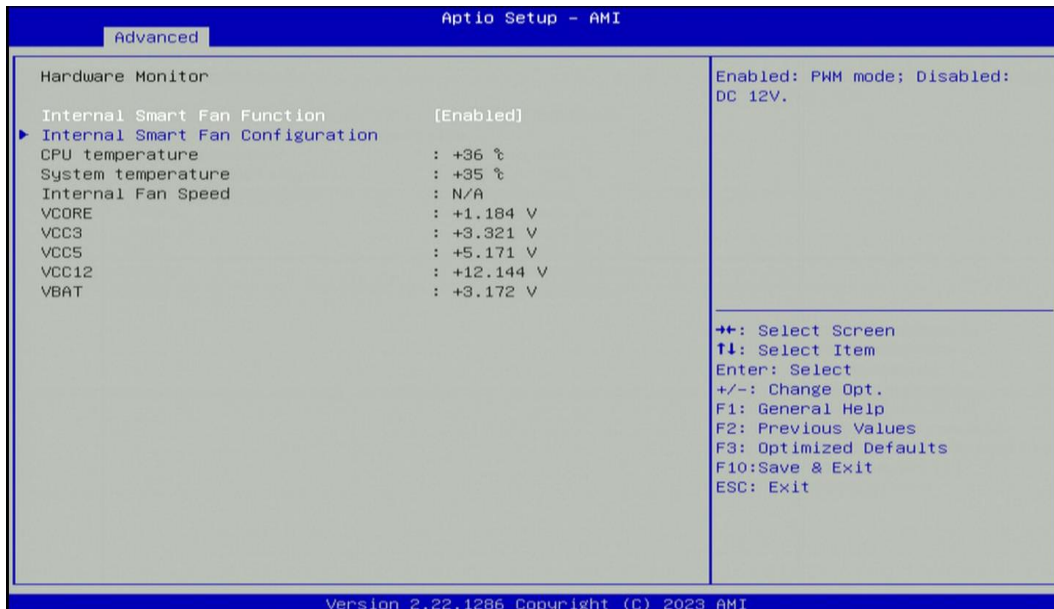 Aptio Setup - AMI
Advanced
Hardware Monitor
Internal Smart Fan Function [Enabled]
Internal Smart Fan Configuration
CPU temperature : +36 ℃
System temperature : +35 ℃
Internal Fan Speed : N/A
VCORE : +1.184 V
VCC3 : +3.321 V
VCC5 : +5.171 V
VCC12 : +12.144 V
VBAT : +3.172 V
Enabled: PWM mode; Disabled:
DC 12V.
→←: Select Screen
↑↓: Select Item
Enter: Select
+/-: Change Opt.
F1: General Help
F2: Previous Values
F3: Optimized Defaults
F10:Save & Exit
ESC: Exit
Version 2.22.1286 Copyright (C) 2023 AMI